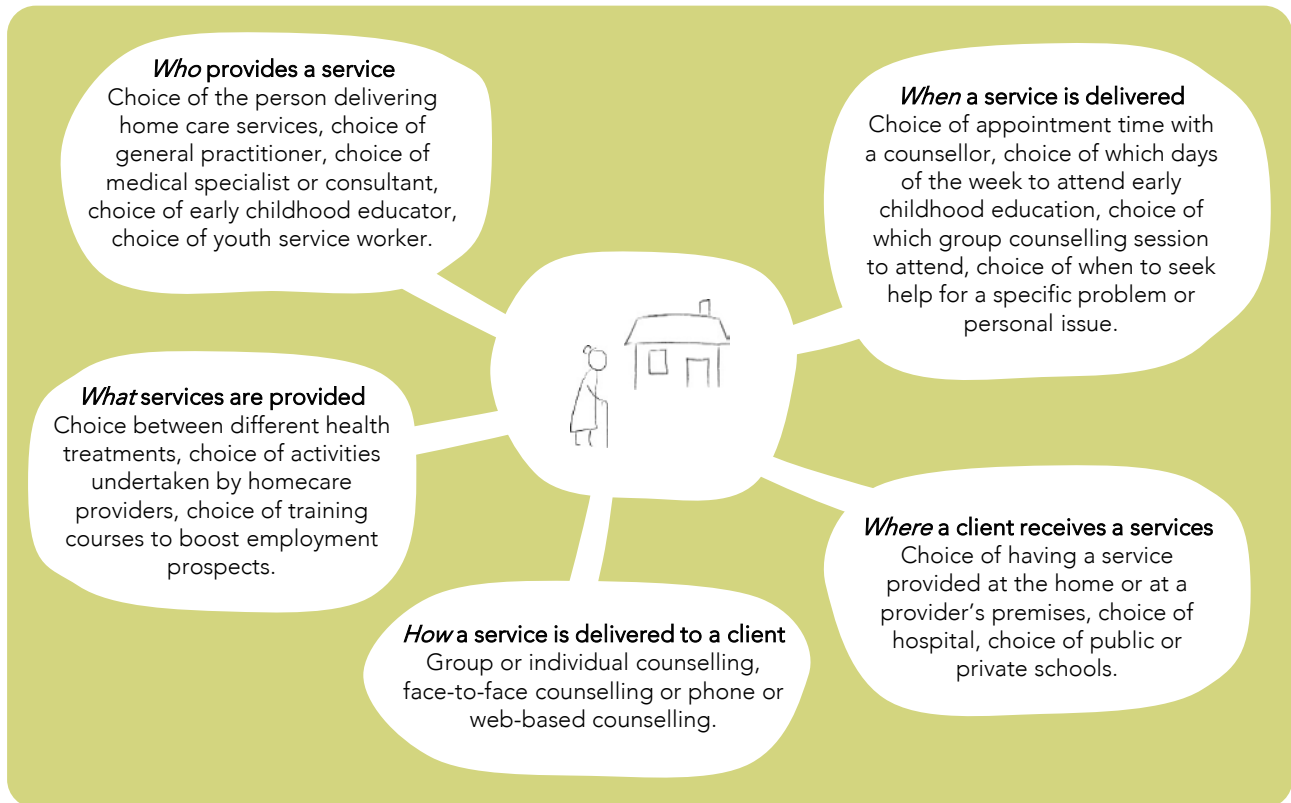 Who provides a service
Choice of the person delivering
home care services, choice of
general practitioner, choice of
medical specialist or consultant,
choice of early childhood educator,
choice of youth service worker.
When a service is delivered
Choice of appointment time with
a counsellor, choice of which days
of the week to attend early
childhood education, choice of
which group counselling session
to attend, choice of when to seek
help for a specific problem or
personal issue.
What services are provided
Choice between different health
treatments, choice of activities
undertaken by homecare
providers, choice of training
courses to boost employment
prospects.
Where a client receives a services
Choice of having a service
provided at the home or at a
provider’s premises, choice of
hospital, choice of public or
private schools.
How a service is delivered to a client
Group or individual counselling,
face-to-face counselling or phone or
web-based counselling.